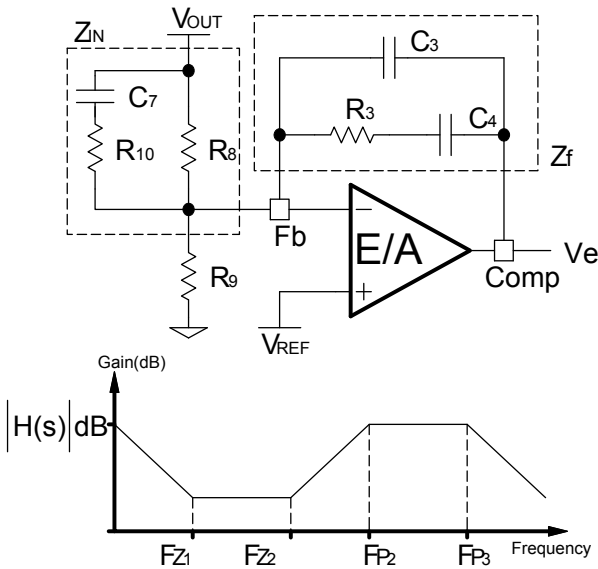 ZIN
VOUT
C7
R10
R8
C3
R3
C4
Zf
Fb
E/A
Ve
Comp
R9
VREF
Gain(dB)
|H(s)|dB
FZ1
FZ2
FP2
FP3
Frequency